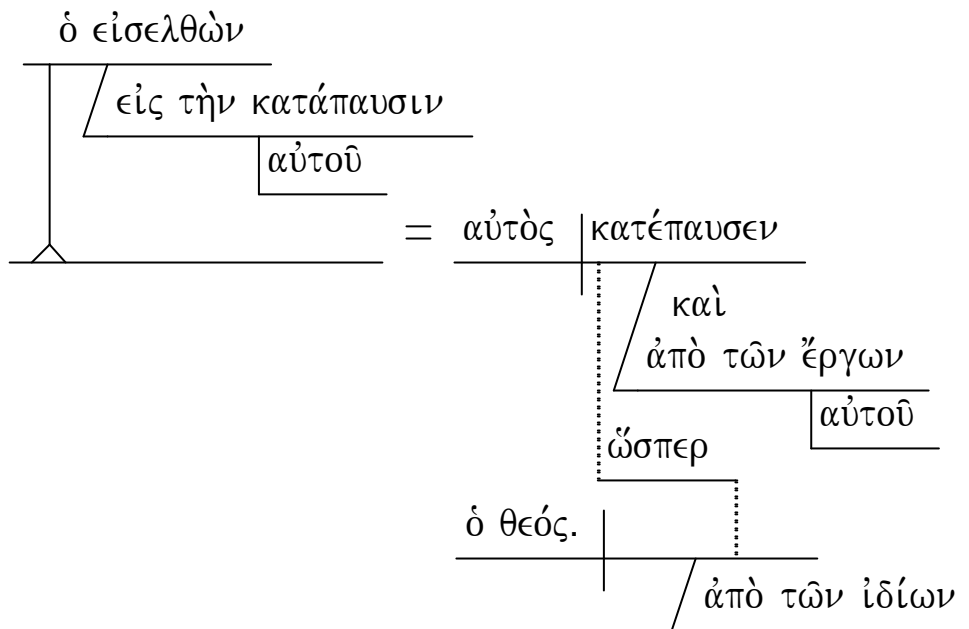 ὁ εἰσελθὼν
εἰς τὴν κατάπαυσιν
αὐτοῦ
= αὐτὸς κατέπαυσεν
καὶ
ἀπὸ τῶν ἔργων
αὐτοῦ
ὥσπερ
ὁ θεός.
ἀπὸ τῶν ἰδίων